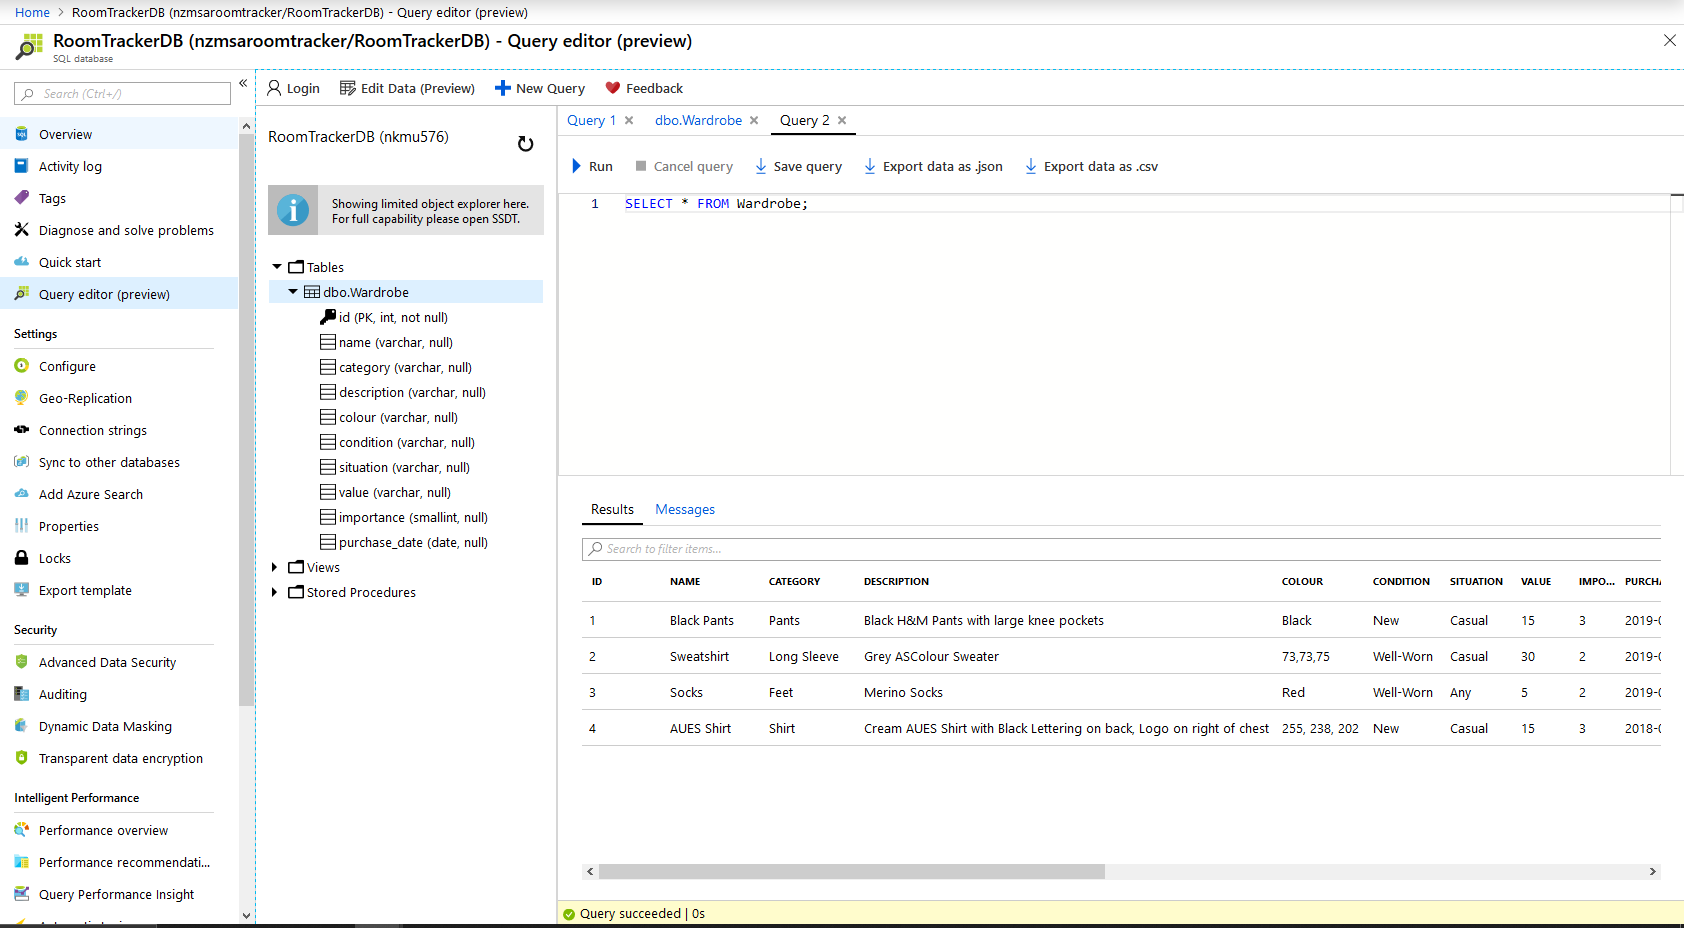 Home > RoomTrackerDB (nzmsaroomtracker/RoomTrackerDB) - Query editor (preview)
RoomTrackerDB (nzmsaroomtracker/RoomTrackerDB) - Query editor (preview)
SQL database
Search (Ctrl+/)
Overview
Activity log
Tags
Diagnose and solve problems
Quick start
Query editor (preview)
Settings
Configure
Geo-Replication
Connection strings
Sync to other databases
Add Azure Search
Properties
Locks
Export template
Security
Advanced Data Security
Auditing
Dynamic Data Masking
Transparent data encryption
Intelligent Performance
Performance overview
Performance recommendati...
Query Performance Insight
Login Edit Data (Preview) New Query Feedback
RoomTrackerDB (nkmu576)
Showing limited object explorer here.
For full capability please open SSDT.
Tables
dbo.Wardrobe
id (PK, int, not null)
name (varchar, null)
category (varchar, null)
description (varchar, null)
colour (varchar, null)
condition (varchar, null)
situation (varchar, null)
value (varchar, null)
importance (smallint, null)
purchase_date (date, null)
Views
Stored Procedures
Query 1 dbo.Wardrobe Query 2
Run Cancel query Save query Export data as .json Export data as .csv
1 SELECT * FROM Wardrobe;
Results Messages
Search to filter items...
ID NAME CATEGORY DESCRIPTION COLOUR CONDITION SITUATION VALUE IMPO... PURCHA
1 Black Pants Pants Black H&M Pants with large knee pockets Black New Casual 15 3 2019-0
2 Sweatshirt Long Sleeve Grey ASColour Sweater 73,73,75 Well-Worn Casual 30 2 2019-0
3 Socks Feet Merino Socks Red Well-Worn Any 5 2 2019-0
4 AUES Shirt Shirt Cream AUES Shirt with Black Lettering on back, Logo on right of chest 255, 238, 202 New Casual 15 3 2018-0
Query succeeded | 0s